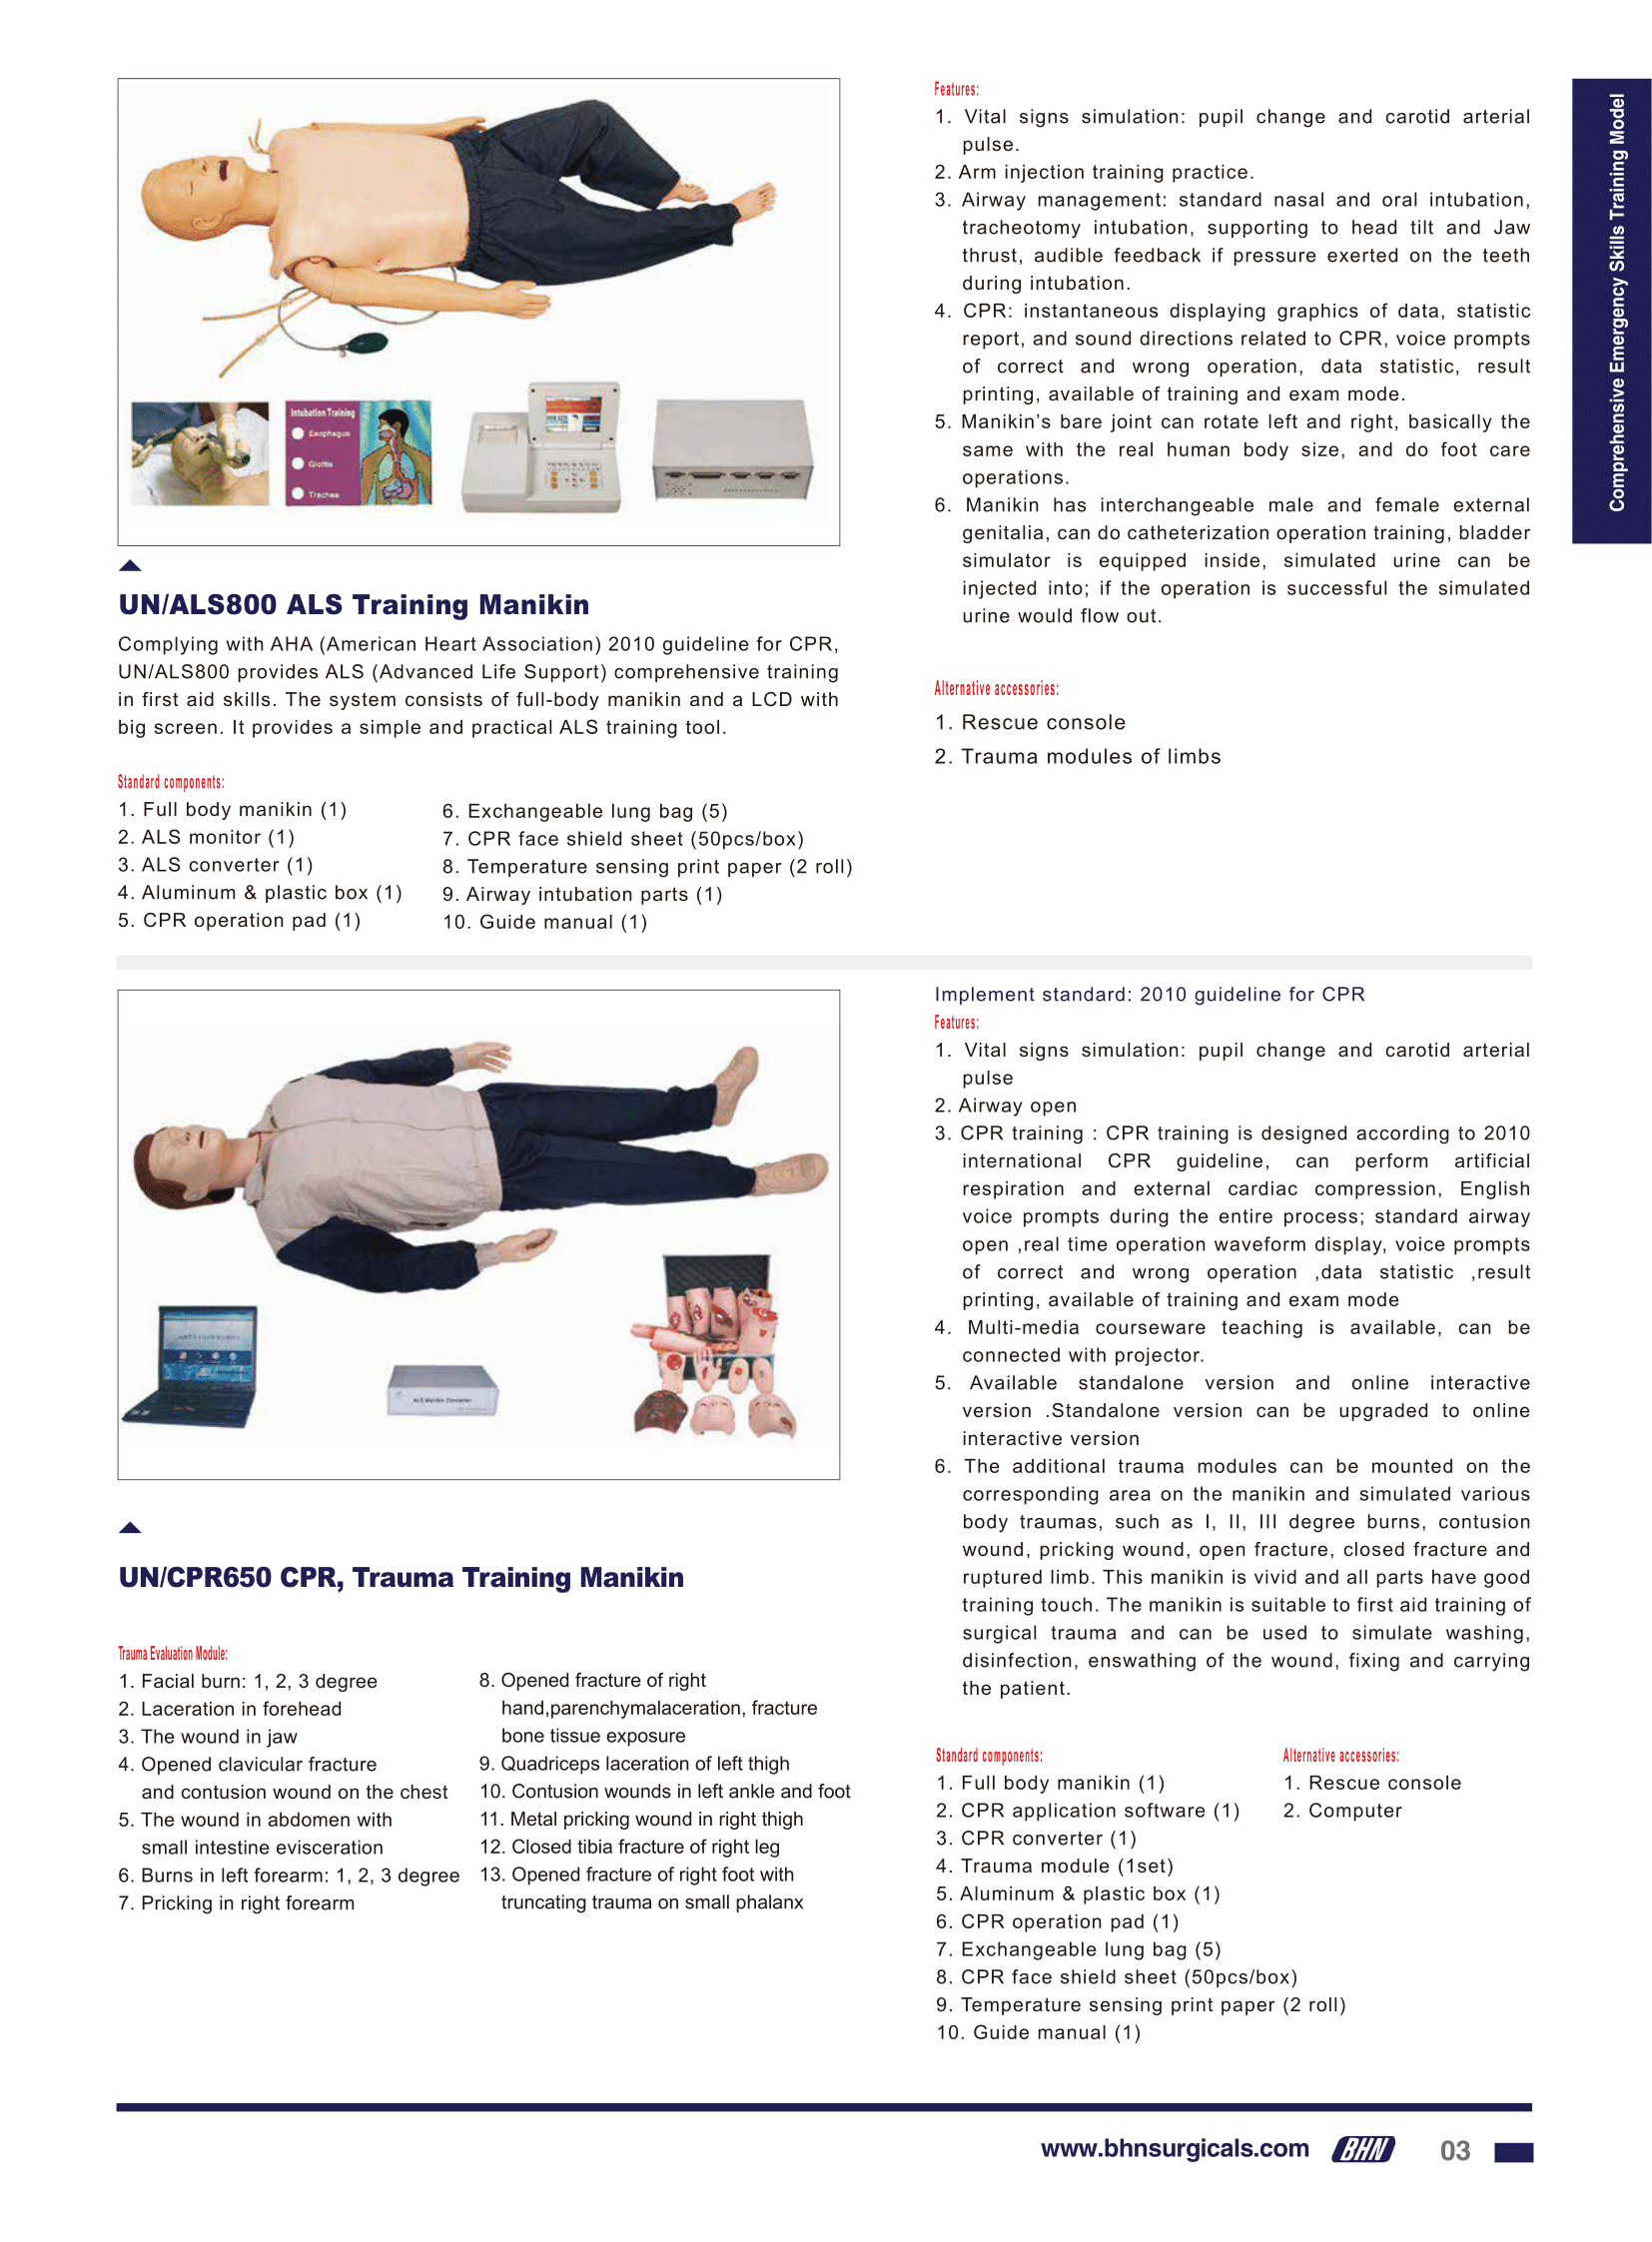 Intubation Training
Esophagus
Glottis
Trachea
UN/ALS800 ALS Training Manikin
Complying with AHA (American Heart Association) 2010 guideline for CPR,
UN/ALS800 provides ALS (Advanced Life Support) comprehensive training
in first aid skills. The system consists of full-body manikin and a LCD with
big screen. It provides a simple and practical ALS training tool.
Standard components:
1. Full body manikin (1)
2. ALS monitor (1)
3. ALS converter (1)
4. Aluminum & plastic box (1)
5. CPR operation pad (1)
6. Exchangeable lung bag (5)
7. CPR face shield sheet (50pcs/box)
8. Temperature sensing print paper (2 roll)
9. Airway intubation parts (1)
10. Guide manual (1)
Features:
1. Vital signs simulation: pupil change and carotid arterial
pulse.
2. Arm injection training practice.
3. Airway management: standard nasal and oral intubation,
tracheotomy intubation, supporting to head tilt and Jaw
thrust, audible feedback if pressure exerted on the teeth
during intubation.
4. CPR: instantaneous displaying graphics of data, statistic
report, and sound directions related to CPR, voice prompts
of correct and wrong operation, data statistic, result
printing, available of training and exam mode.
5. Manikin’s bare joint can rotate left and right, basically the
same with the real human body size, and do foot care
operations.
6. Manikin has interchangeable male and female external
genitalia, can do catheterization operation training, bladder
simulator is equipped inside, simulated urine can be
injected into; if the operation is successful the simulated
urine would flow out.
Alternative accessories:
1. Rescue console
2. Trauma modules of limbs
Comprehensive Emergency Skills Training Model
ALS Manikin Converter
UN/CPR650 CPR, Trauma Training Manikin
Trauma Evaluation Module:
1. Facial burn: 1, 2, 3 degree
2. Laceration in forehead
3. The wound in jaw
4. Opened clavicular fracture
and contusion wound on the chest
5. The wound in abdomen with
small intestine evisceration
6. Burns in left forearm: 1, 2, 3 degree
7. Pricking in right forearm
8. Opened fracture of right
hand,parenchymalaceration, fracture
bone tissue exposure
9. Quadriceps laceration of left thigh
10. Contusion wounds in left ankle and foot
11. Metal pricking wound in right thigh
12. Closed tibia fracture of right leg
13. Opened fracture of right foot with
truncating trauma on small phalanx
Implement standard: 2010 guideline for CPR
Features:
1. Vital signs simulation: pupil change and carotid arterial
pulse
2. Airway open
3. CPR training : CPR training is designed according to 2010
international CPR guideline, can perform artificial
respiration and external cardiac compression, English
voice prompts during the entire process; standard airway
open ,real time operation waveform display, voice prompts
of correct and wrong operation ,data statistic ,result
printing, available of training and exam mode
4. Multi-media courseware teaching is available, can be
connected with projector.
5. Available standalone version and online interactive
version .Standalone version can be upgraded to online
interactive version
6. The additional trauma modules can be mounted on the
corresponding area on the manikin and simulated various
body traumas, such as I, II, III degree burns, contusion
wound, pricking wound, open fracture, closed fracture and
ruptured limb. This manikin is vivid and all parts have good
training touch. The manikin is suitable to first aid training of
surgical trauma and can be used to simulate washing,
disinfection, enswathing of the wound, fixing and carrying
the patient.
Standard components:
1. Full body manikin (1)
2. CPR application software (1)
3. CPR converter (1)
4. Trauma module (1set)
5. Aluminum & plastic box (1)
6. CPR operation pad (1)
7. Exchangeable lung bag (5)
8. CPR face shield sheet (50pcs/box)
9. Temperature sensing print paper (2 roll)
10. Guide manual (1)
Alternative accessories:
1. Rescue console
2. Computer
www.bhnsurgicals.com BHN 03